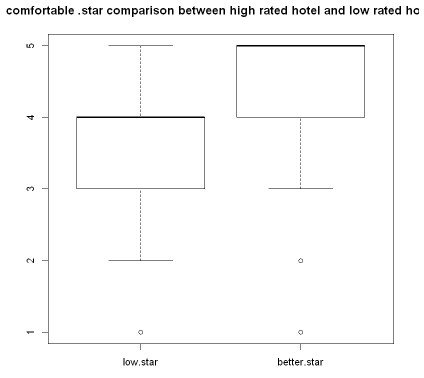 comfortable .star comparison between high rated hotel and low rated ho
5
4
3
2
1
low.star
better.star